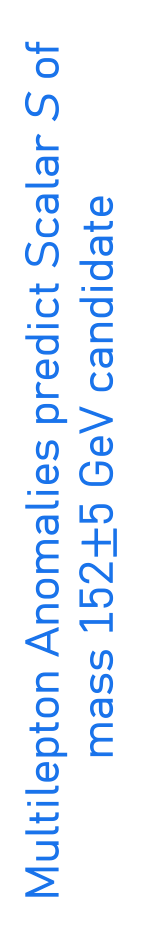 Multilepton Anomalies predict Scalar S of
mass 152±5 GeV candidate